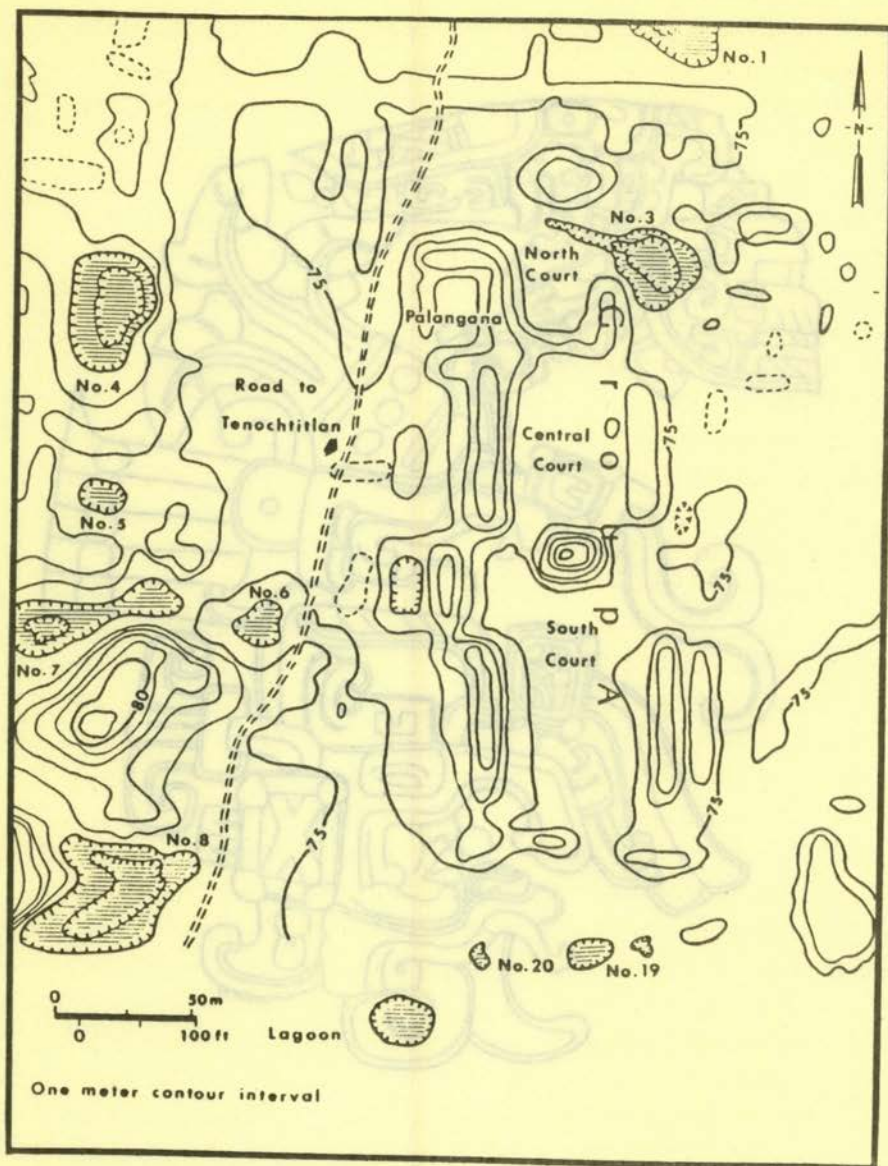 No.1
75
N
No.3
North
Court
75
Palangana
C
No.4
Road to
Tenochtitlan
r
Central
Court
o
o
75
No.5
75
No.6
p
South
Court
No.7
80
A
75
75
75
No.8
No.20
No.19
0 50m
0 100ft
Lagoon
One meter contour interval